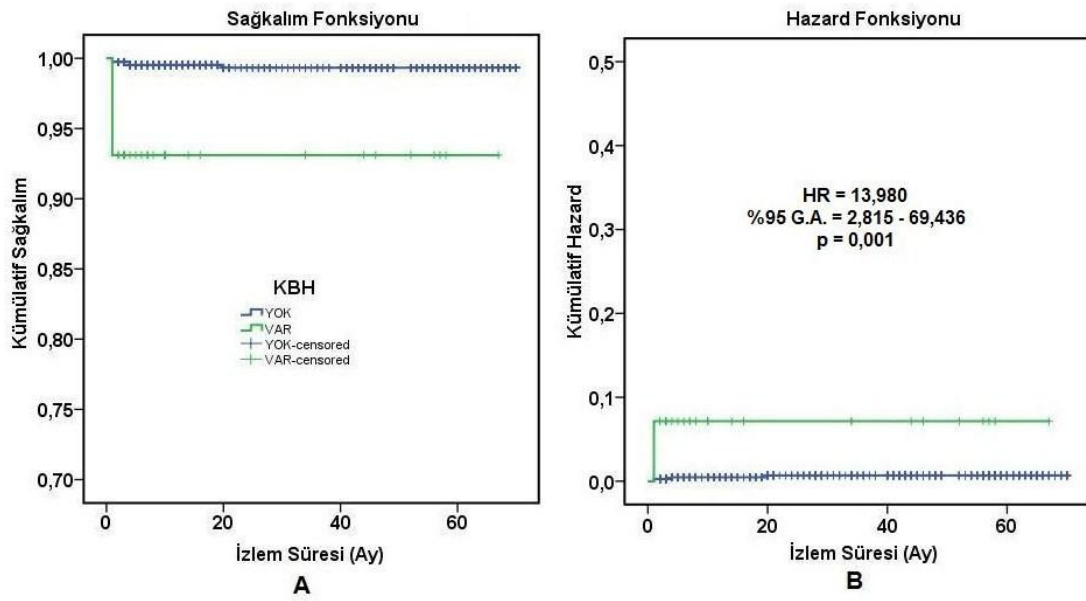 Sağkalım Fonksiyonu
Kümülatif Sağkalım
1,00
0,95
0,90
0,85
0,80
0,75
0,70
KBH
YOK
VAR
YOK-censored
VAR-censored
0 20 40 60
İzlem Süresi (Ay)
A
Hazard Fonksiyonu
Kümülatif Hazard
0,5
0,4
0,3
0,2
0,1
0,0
HR = 13,980
%95 G.A. = 2,815 - 69,436
p = 0,001
0 20 40 60
İzlem Süresi (Ay)
B